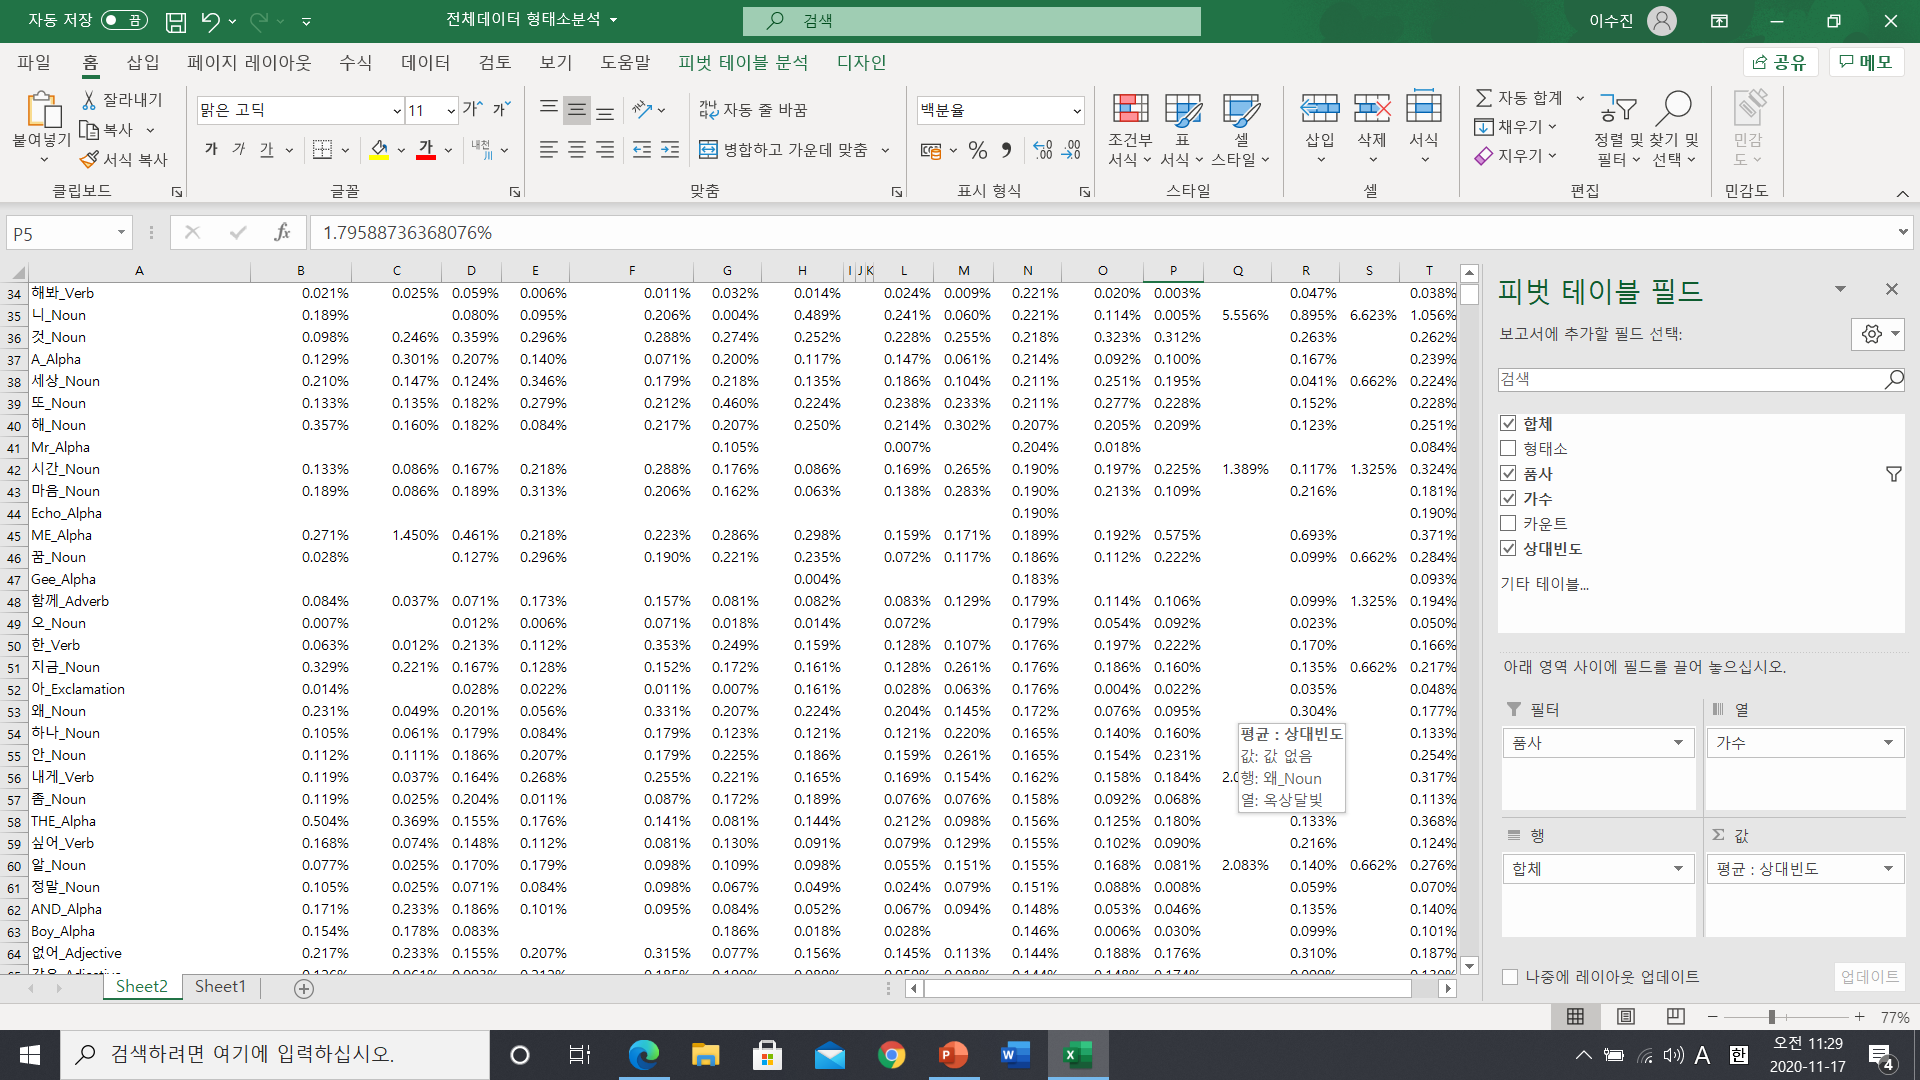 자동 저장 끔 전체데이터 형태소분석 검색 이수진
파일 홈 삽입 페이지 레이아웃 수식 데이터 검토 보기 도움말 피벗 테이블 분석 디자인 공유 메모
붙여넣기 잘라내기 복사 서식 복사 클립보드
맑은 고딕 11 가 가 가 가 가 가 내천 川 글꼴
가나 다 자동 줄 바꿈 병합하고 가운데 맞춤 맞춤
백분율 % 표시 형식
조건부 서식 표 서식 셀 스타일 스타일
삽입 삭제 서식 셀
자동 합계 채우기 지우기 정렬 및 필터 찾기 및 선택 편집
민감도 민감도
P5 fx 1.79588736368076%
A B C D E F G H I J K L M N O P Q R S T
34 해봐_Verb 0.021% 0.025% 0.059% 0.006% 0.011% 0.032% 0.014% 0.024% 0.009% 0.221% 0.020% 0.003% 0.047% 0.038%
35 니_Noun 0.189% 0.080% 0.095% 0.206% 0.004% 0.489% 0.241% 0.060% 0.221% 0.114% 0.005% 5.556% 0.895% 6.623% 1.056%
36 것_Noun 0.098% 0.246% 0.359% 0.296% 0.288% 0.274% 0.252% 0.228% 0.255% 0.218% 0.323% 0.312% 0.263% 0.262%
37 A_Alpha 0.129% 0.301% 0.207% 0.140% 0.071% 0.200% 0.117% 0.147% 0.061% 0.214% 0.092% 0.100% 0.167% 0.239%
38 세상_Noun 0.210% 0.147% 0.124% 0.346% 0.179% 0.218% 0.135% 0.186% 0.104% 0.211% 0.251% 0.195% 0.041% 0.662% 0.224%
39 또_Noun 0.133% 0.135% 0.182% 0.279% 0.212% 0.460% 0.224% 0.238% 0.233% 0.211% 0.277% 0.228% 0.152% 0.228%
40 해_Noun 0.357% 0.160% 0.182% 0.084% 0.217% 0.207% 0.250% 0.214% 0.302% 0.207% 0.205% 0.209% 0.123% 0.251%
41 Mr_Alpha 0.105% 0.007% 0.204% 0.018% 0.084%
42 시간_Noun 0.133% 0.086% 0.167% 0.218% 0.288% 0.176% 0.086% 0.169% 0.265% 0.190% 0.197% 0.225% 1.389% 0.117% 1.325% 0.324%
43 마음_Noun 0.189% 0.086% 0.189% 0.313% 0.206% 0.162% 0.063% 0.138% 0.283% 0.190% 0.213% 0.109% 0.216% 0.181%
44 Echo_Alpha 0.190% 0.190%
45 ME_Alpha 0.271% 1.450% 0.461% 0.218% 0.223% 0.286% 0.298% 0.159% 0.171% 0.189% 0.192% 0.575% 0.693% 0.371%
46 꿈_Noun 0.028% 0.127% 0.296% 0.190% 0.221% 0.235% 0.072% 0.117% 0.186% 0.112% 0.222% 0.099% 0.662% 0.284%
47 Gee_Alpha 0.004% 0.183% 0.093%
48 함께_Adverb 0.084% 0.037% 0.071% 0.173% 0.157% 0.081% 0.082% 0.083% 0.129% 0.179% 0.114% 0.106% 0.099% 1.325% 0.194%
49 오_Noun 0.007% 0.012% 0.006% 0.071% 0.018% 0.014% 0.072% 0.179% 0.054% 0.092% 0.023% 0.050%
50 한_Verb 0.063% 0.012% 0.213% 0.112% 0.353% 0.249% 0.159% 0.128% 0.107% 0.176% 0.197% 0.222% 0.170% 0.166%
51 지금_Noun 0.329% 0.221% 0.167% 0.128% 0.152% 0.172% 0.161% 0.128% 0.261% 0.176% 0.186% 0.160% 0.135% 0.662% 0.217%
52 아_Exclamation 0.014% 0.028% 0.022% 0.011% 0.007% 0.161% 0.028% 0.063% 0.176% 0.004% 0.022% 0.035% 0.048%
53 왜_Noun 0.231% 0.049% 0.201% 0.056% 0.331% 0.207% 0.224% 0.204% 0.145% 0.172% 0.076% 0.095% 0.304% 0.177%
54 하나_Noun 0.105% 0.061% 0.179% 0.084% 0.179% 0.123% 0.121% 0.121% 0.220% 0.165% 0.140% 0.160% 0.133%
55 안_Noun 0.112% 0.111% 0.186% 0.207% 0.179% 0.225% 0.186% 0.159% 0.261% 0.165% 0.154% 0.231% 0.254%
56 내게_Verb 0.119% 0.037% 0.164% 0.268% 0.255% 0.221% 0.165% 0.169% 0.154% 0.162% 0.158% 0.184% 0.317%
57 좀_Noun 0.119% 0.025% 0.204% 0.011% 0.087% 0.172% 0.189% 0.076% 0.076% 0.158% 0.092% 0.068% 0.113%
58 THE_Alpha 0.504% 0.369% 0.155% 0.176% 0.141% 0.081% 0.144% 0.212% 0.098% 0.156% 0.125% 0.180% 0.133% 0.368%
59 싶어_Verb 0.168% 0.074% 0.148% 0.112% 0.081% 0.130% 0.091% 0.079% 0.129% 0.155% 0.102% 0.090% 0.216% 0.124%
60 알_Noun 0.077% 0.025% 0.170% 0.179% 0.098% 0.109% 0.098% 0.055% 0.151% 0.155% 0.168% 0.081% 2.083% 0.140% 0.662% 0.276%
61 정말_Noun 0.105% 0.025% 0.071% 0.084% 0.098% 0.067% 0.049% 0.024% 0.079% 0.151% 0.088% 0.008% 0.059% 0.070%
62 AND_Alpha 0.171% 0.233% 0.186% 0.101% 0.095% 0.084% 0.052% 0.067% 0.094% 0.148% 0.053% 0.046% 0.135% 0.140%
63 Boy_Alpha 0.154% 0.178% 0.083% 0.186% 0.018% 0.028% 0.146% 0.006% 0.030% 0.099% 0.101%
64 없어_Adjective 0.217% 0.233% 0.155% 0.207% 0.315% 0.077% 0.156% 0.145% 0.113% 0.144% 0.188% 0.176% 0.310% 0.187%
평균 : 상대빈도
값: 값 없음
행: 왜_Noun
열: 옥상달빛
Sheet2 Sheet1
피벗 테이블 필드
보고서에 추가할 필드 선택:
검색
합체
형태소
품사
가수
카운트
상대빈도
기타 테이블...
아래 영역 사이에 필드를 끌어 놓으십시오.
필터 열
품사 가수
행 Σ 값
합체 평균 : 상대빈도
나중에 레이아웃 업데이트 업데이트
77%
검색하려면 여기에 입력하십시오. A 한 오전 11:29
2020-11-17 4